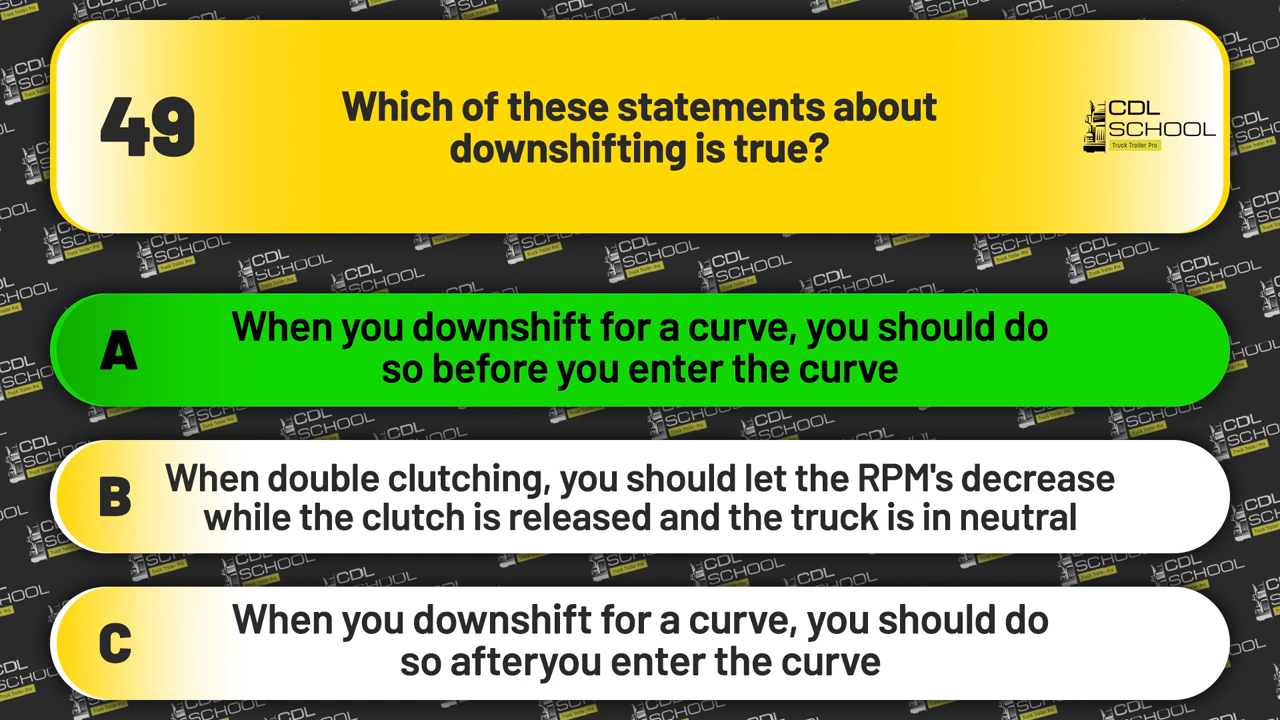 49
Which of these statements about
downshifting is true?
CDL
SCHOOL
Truck Trailer Pro
A
When you downshift for a curve, you should do
so before you enter the curve
B
When double clutching, you should let the RPM's decrease
while the clutch is released and the truck is in neutral
C
When you downshift for a curve, you should do
so afteryou enter the curve